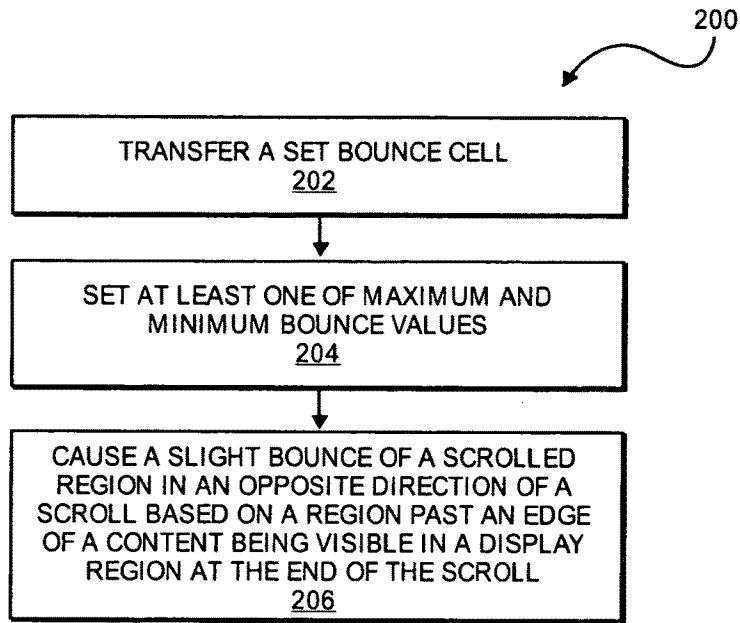 200
TRANSFER A SET BOUNCE CELL
202
SET AT LEAST ONE OF MAXIMUM AND
MINIMUM BOUNCE VALUES
204
CAUSE A SLIGHT BOUNCE OF A SCROLLED
REGION IN AN OPPOSITE DIRECTION OF A
SCROLL BASED ON A REGION PAST AN EDGE
OF A CONTENT BEING VISIBLE IN A DISPLAY
REGION AT THE END OF THE SCROLL
206